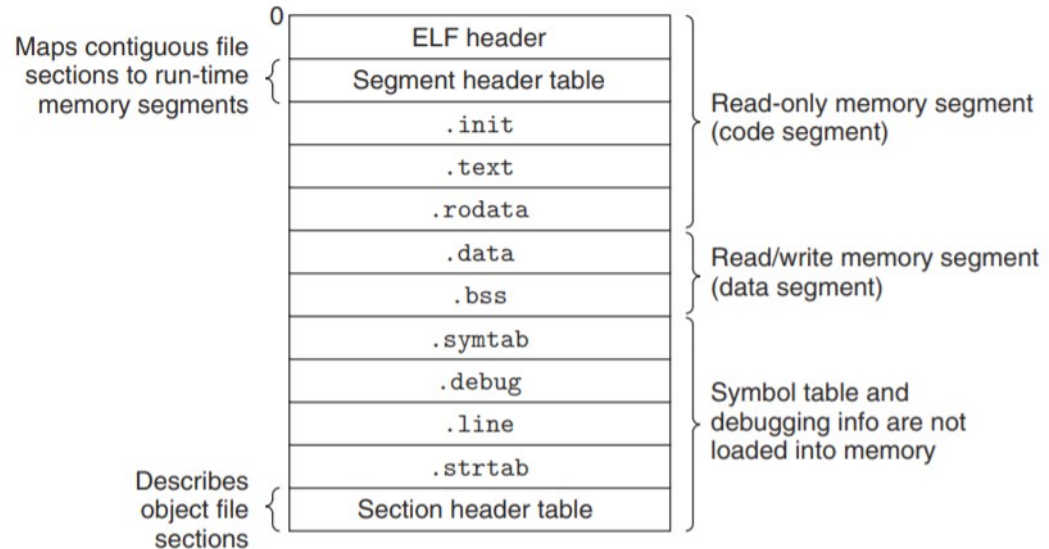 0
Maps contiguous file
sections to run-time
memory segments
ELF header
Segment header table
.init
.text
.rodata
.data
.bss
.symtab
.debug
.line
.strtab
Section header table
Read-only memory segment
(code segment)
Read/write memory segment
(data segment)
Symbol table and
debugging info are not
loaded into memory
Describes
object file
sections